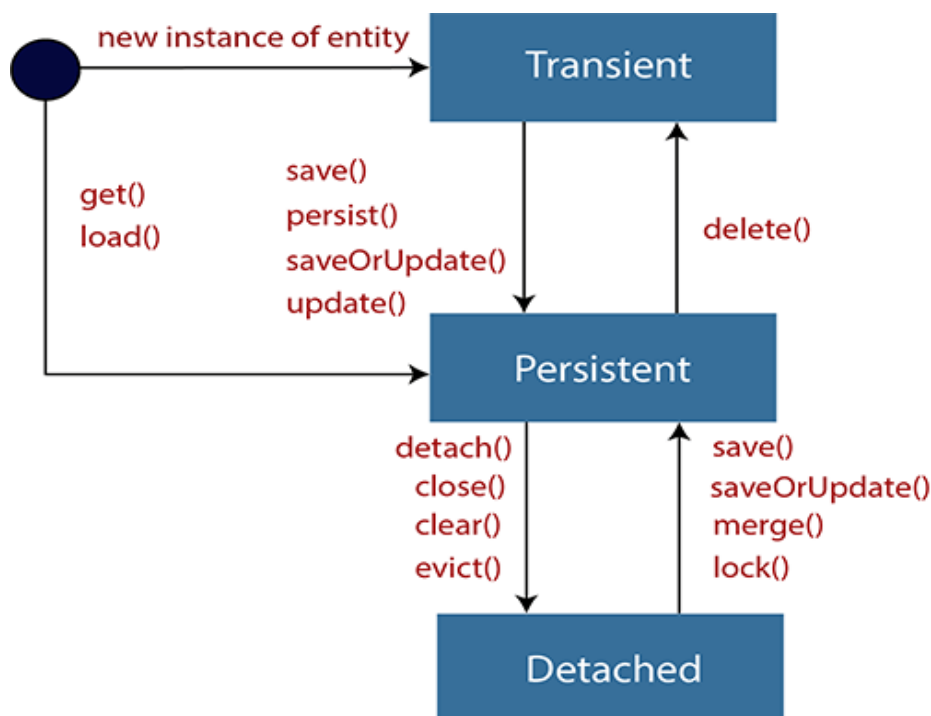 new instance of entity
Transient
get()
load()
save()
persist()
saveOrUpdate()
update()
delete()
Persistent
detach()
close()
clear()
evict()
save()
saveOrUpdate()
merge()
lock()
Detached